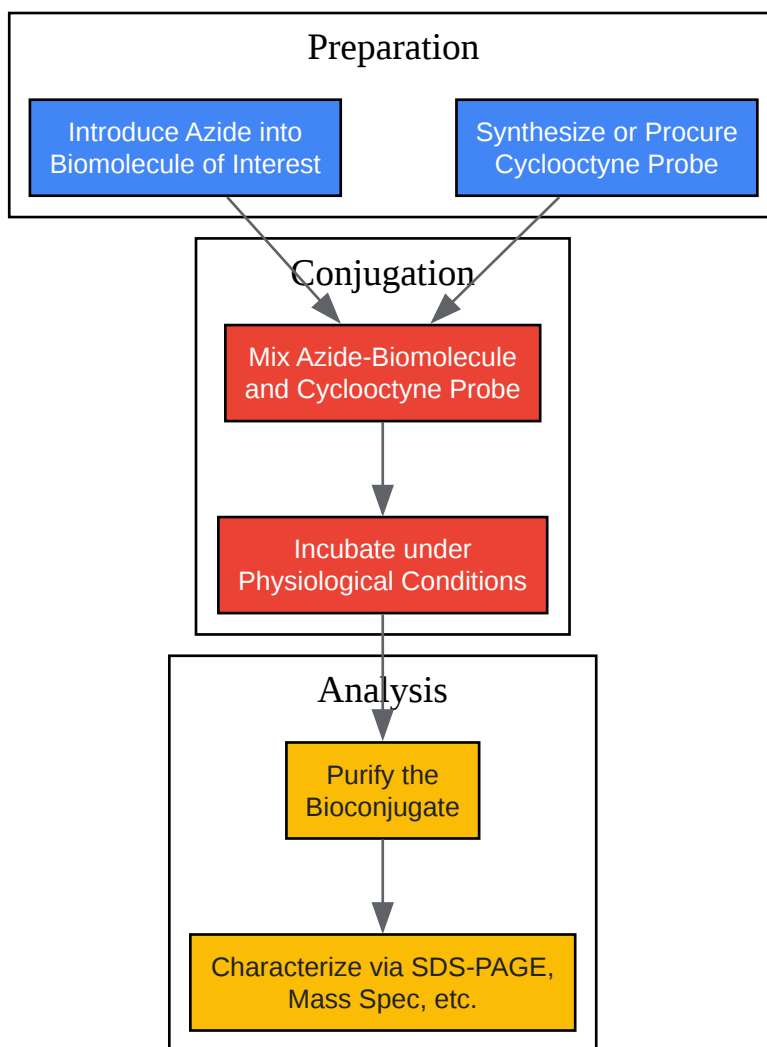 Preparation
Introduce Azide into
Biomolecule of Interest
Synthesize or Procure
Cyclooctyne Probe
Conjugation
Mix Azide-Biomolecule
and Cyclooctyne Probe
Incubate under
Physiological Conditions
Analysis
Purify the
Bioconjugate
Characterize via SDS-PAGE,
Mass Spec, etc.